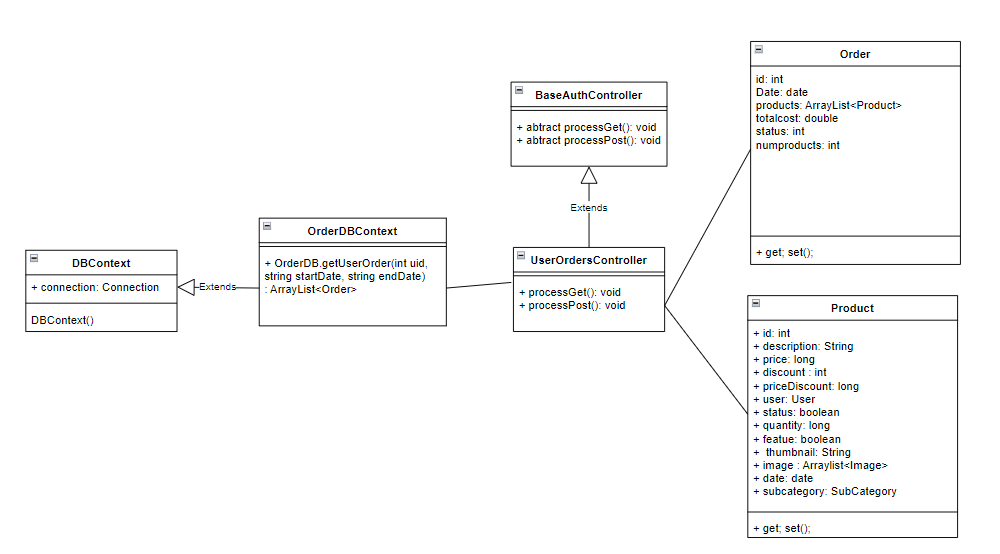 Order
id: int
Date: date
products: ArrayList<Product>
totalcost: double
status: int
numproducts: int
+ get; set();
BaseAuthController
+ abtract processGet(): void
+ abtract processPost(): void
Extends
OrderDBContext
+ OrderDB.getUserOrder(int uid,
string startDate, string endDate)
: ArrayList<Order>
DBContext
+ connection: Connection
DBContext()
Extends
UserOrdersController
+ processGet(): void
+ processPost(): void
Product
+ id: int
+ description: String
+ price: long
+ discount : int
+ priceDiscount: long
+ user: User
+ status: boolean
+ quantity: long
+ featue: boolean
+ thumbnail: String
+ image : Arraylist<Image>
+ date: date
+ subcategory: SubCategory
+ get; set();